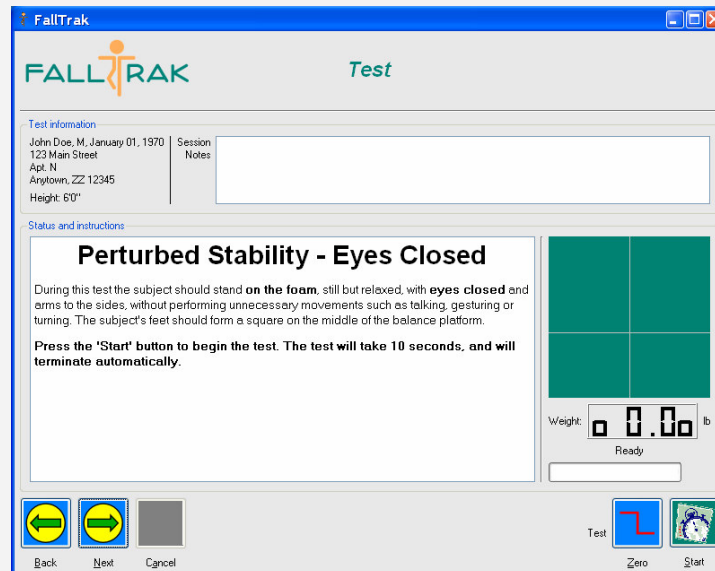 FallTrak
FALLTRAK
Test
Test information
John Doe, M, January 01, 1970
123 Main Street
Apt. N
Anytown, ZZ 12345
Height: 6'0"
Session
Notes
Status and instructions
Perturbed Stability - Eyes Closed
During this test the subject should stand on the foam, still but relaxed, with eyes closed and
arms to the sides, without performing unnecessary movements such as talking, gesturing or
turning. The subject's feet should form a square on the middle of the balance platform.
Press the 'Start' button to begin the test. The test will take 10 seconds, and will
terminate automatically.
Weight: o 0.0o lb
Ready
Test
Back Next Cancel Zero Start